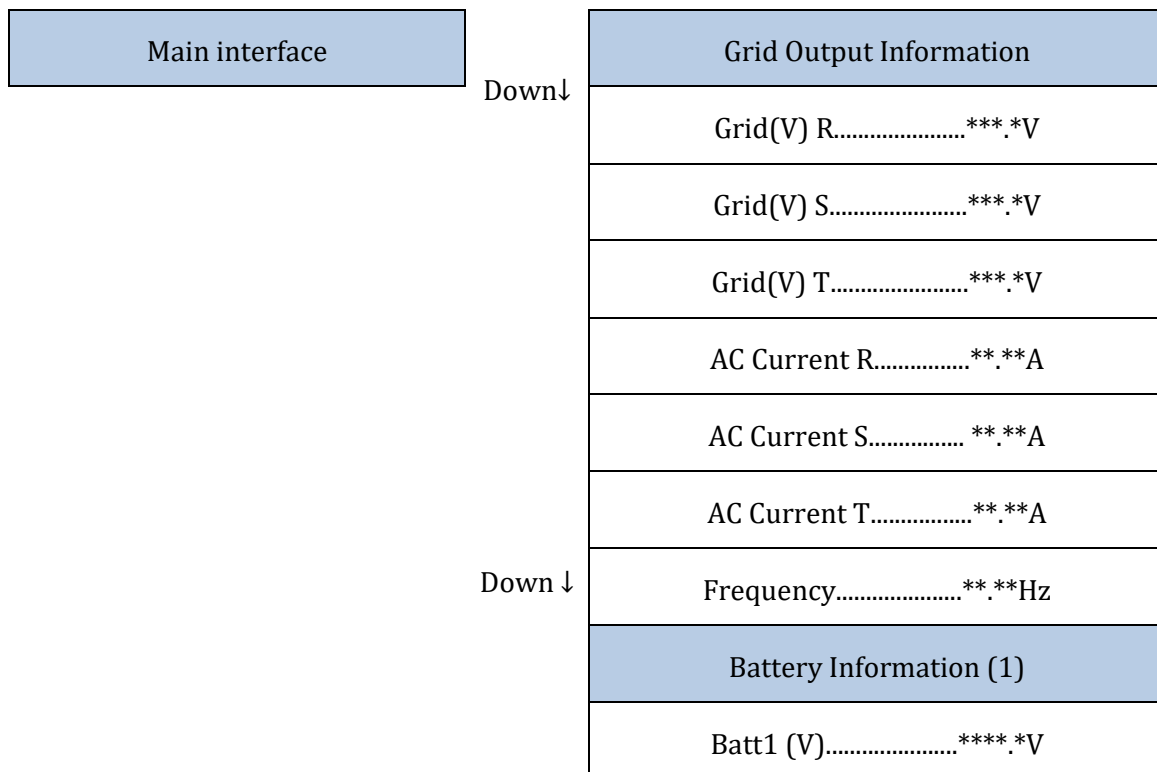 Main interface
Grid Output Information
Down↓
Grid(V) R......................***.*V
Grid(V) S.......................***.*V
Grid(V) T.......................***.*V
AC Current R................**.**A
AC Current S................ **.**A
AC Current T.................**.**A
Down ↓
Frequency.....................**.**Hz
Battery Information (1)
Batt1 (V)......................****.*V